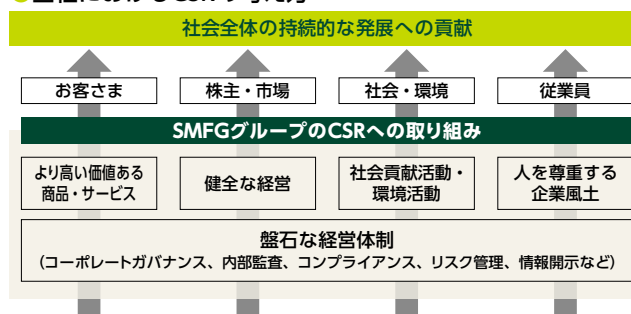 社会全体の持続的な発展への貢献
お客さま
株主・市場
社会・環境
従業員
SMFGグループのCSRへの取り組み
より高い価値ある
商品・サービス
健全な経営
社会貢献活動・
環境活動
人を尊重する
企業風土
盤石な経営体制
（コーポレートガバナンス、内部監査、コンプライアンス、リスク管理、情報開示など）